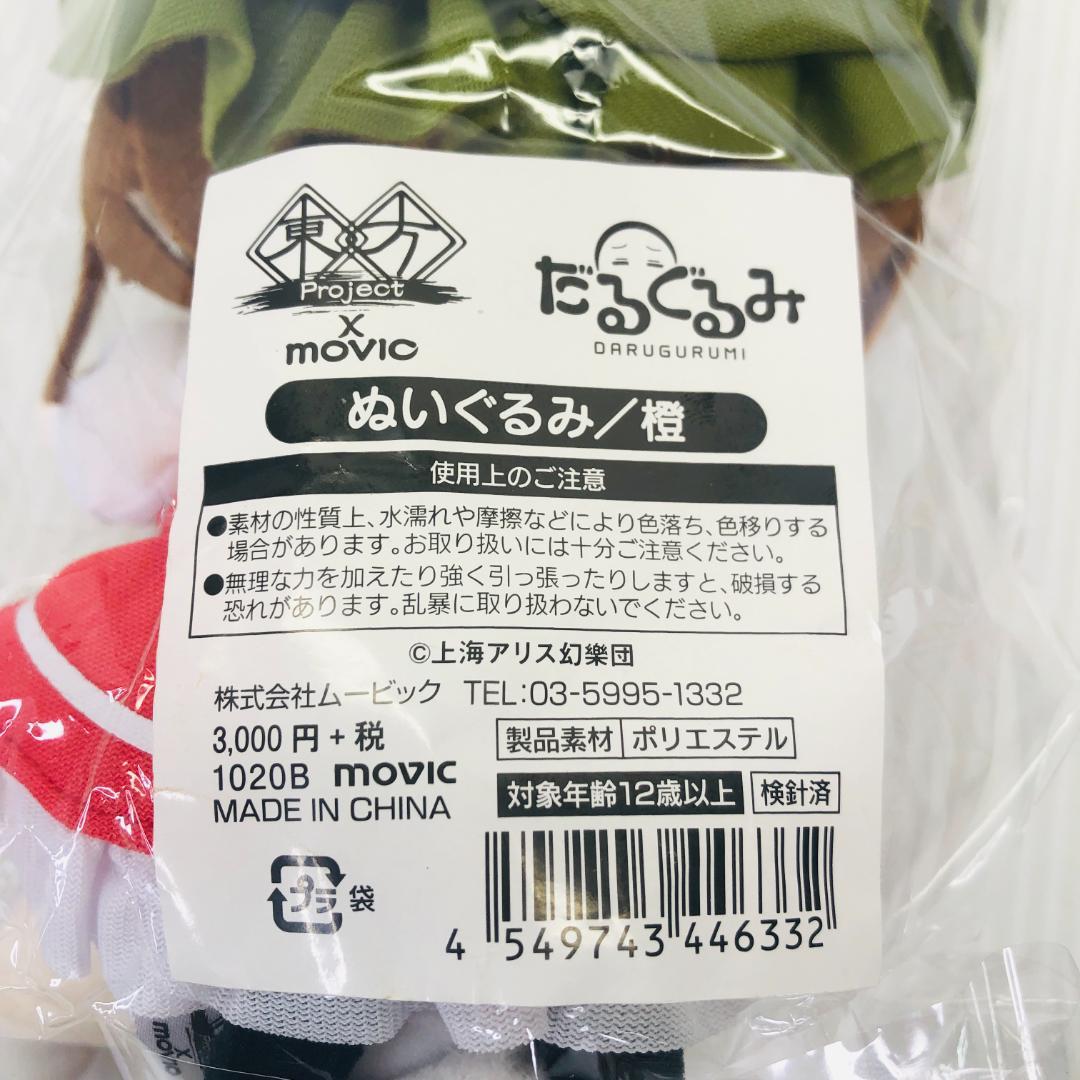 東方
Project
x
movic
だるぐるみ
DARUGURUMI
ぬいぐるみ/橙
使用上のご注意
●素材の性質上、水濡れや摩擦などにより色落ち、色移りする
場合があります。お取り扱いには十分ご注意ください。
●無理な力を加えたり強く引っ張ったりしますと、破損する
恐れがあります。乱暴に取り扱わないでください。
©上海アリス幻樂団
株式会社ムービック TEL:03-5995-1332
3,000 円 + 税
製品素材 ポリエステル
1020B movic
対象年齢12歳以上 検針済
MADE IN CHINA
プラ 袋
4 549743 446332
x
movic